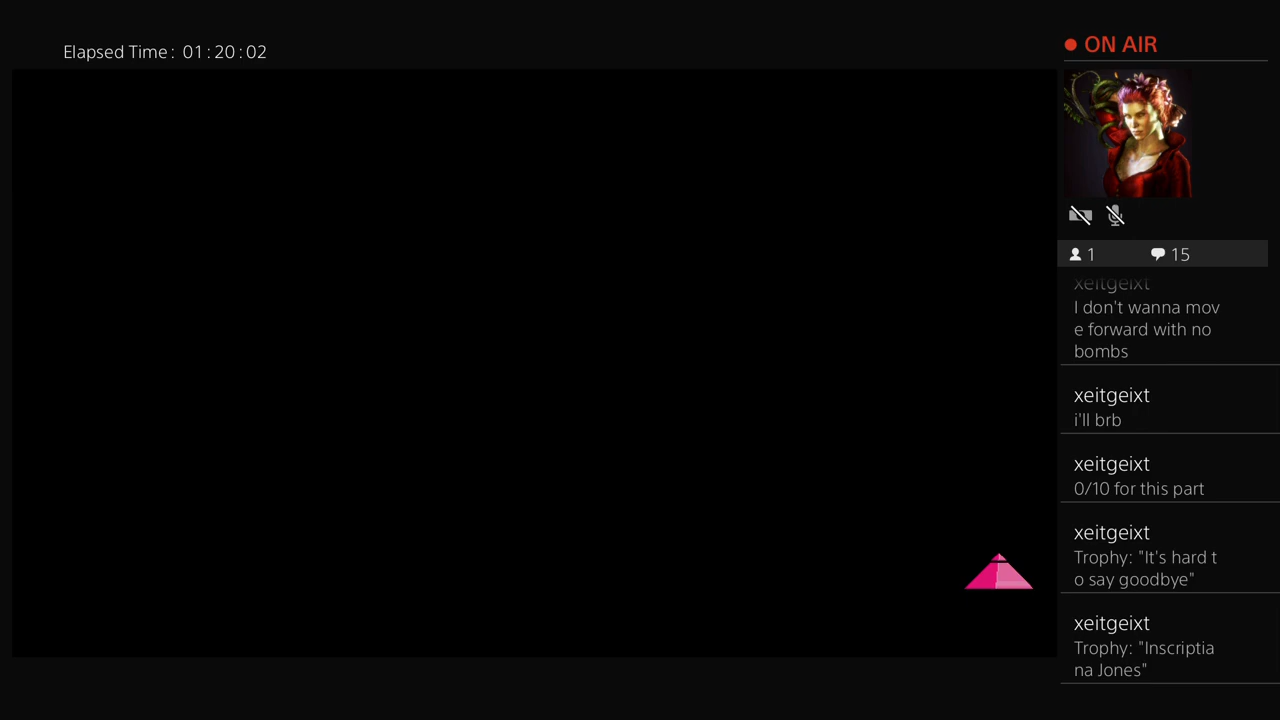 Elapsed Time: 01:20:02
ON AIR
1
15
xeitgeixt
I don't wanna mov
e forward with no
bombs
xeitgeixt
i'll brb
xeitgeixt
0/10 for this part
xeitgeixt
Trophy: "It's hard t
o say goodbye"
xeitgeixt
Trophy: "Inscriptia
na Jones"